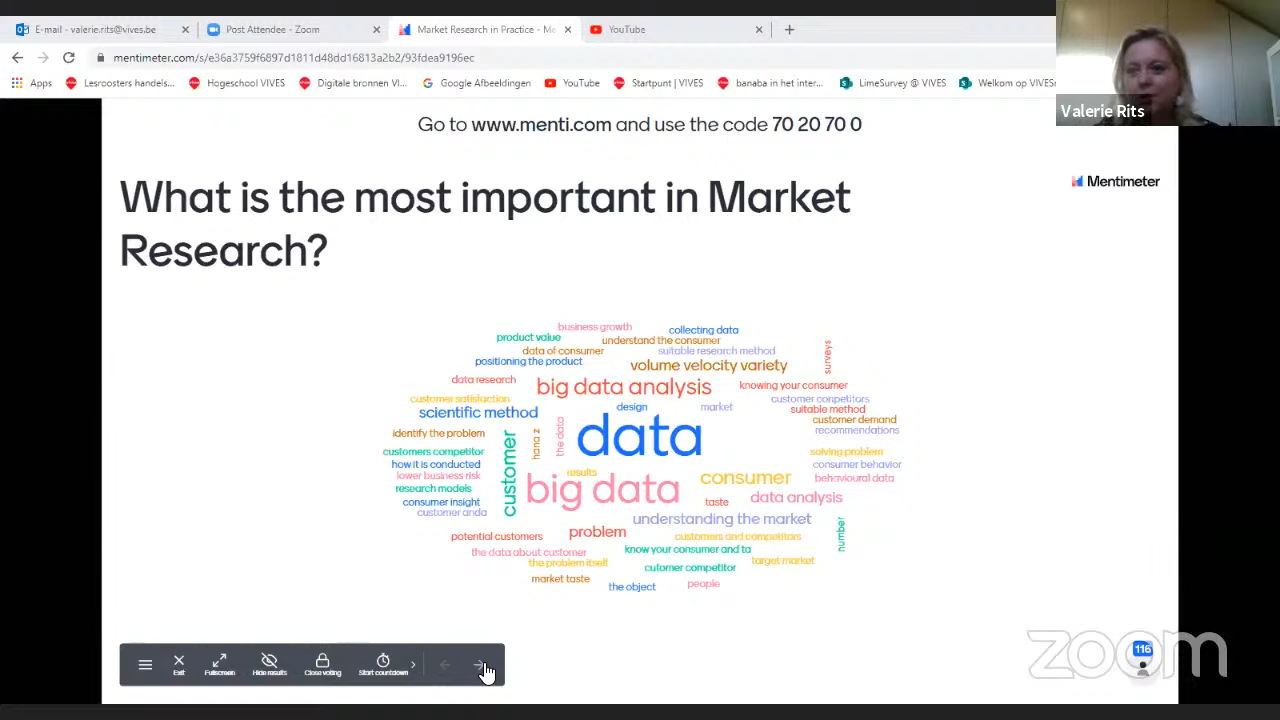 E-mail - valerie.rits@vives.be
Post Attendee - Zoom
Market Research in Practice - Me
YouTube
mentimeter.com/s/e36a3759f6897d1811d48dd16813a2b2/93fdea9196ec
Apps
Lesroosters handels...
Hogeschool VIVES
Digitale bronnen VI...
Google Afbeeldingen
YouTube
Startpunt | VIVES
banaba in het inter...
LimeSurvey @ VIVES
Welkom op VIVES
Valerie Rits
Go to www.menti.com and use the code 70 20 70 0
Mentimeter
What is the most important in Market
Research?
business growth
collecting data
product value
understand the consumer
data of consumer
suitable research method
surveys
positioning the product
volume velocity variety
data research
big data analysis
knowing your consumer
customer satisfaction
customer conpetitors
design
market
suitable method
scientific method
customer demand
identify the problem
hana z
the data
data
recommendations
customers competitor
customer
solving problem
how it is conducted
consumer behavior
lower business risk
results
consumer
behavioural data
research models
big data
data analysis
consumer insight
taste
customer anda
understanding the market
number
potential customers
problem
customers and competitors
the data about customer
know your consumer and ta
the problem itself
cutomer competitor
target market
market taste
the object
people
Exit
Fullscreen
Hide results
Close voting
Start countdown
zoom
116